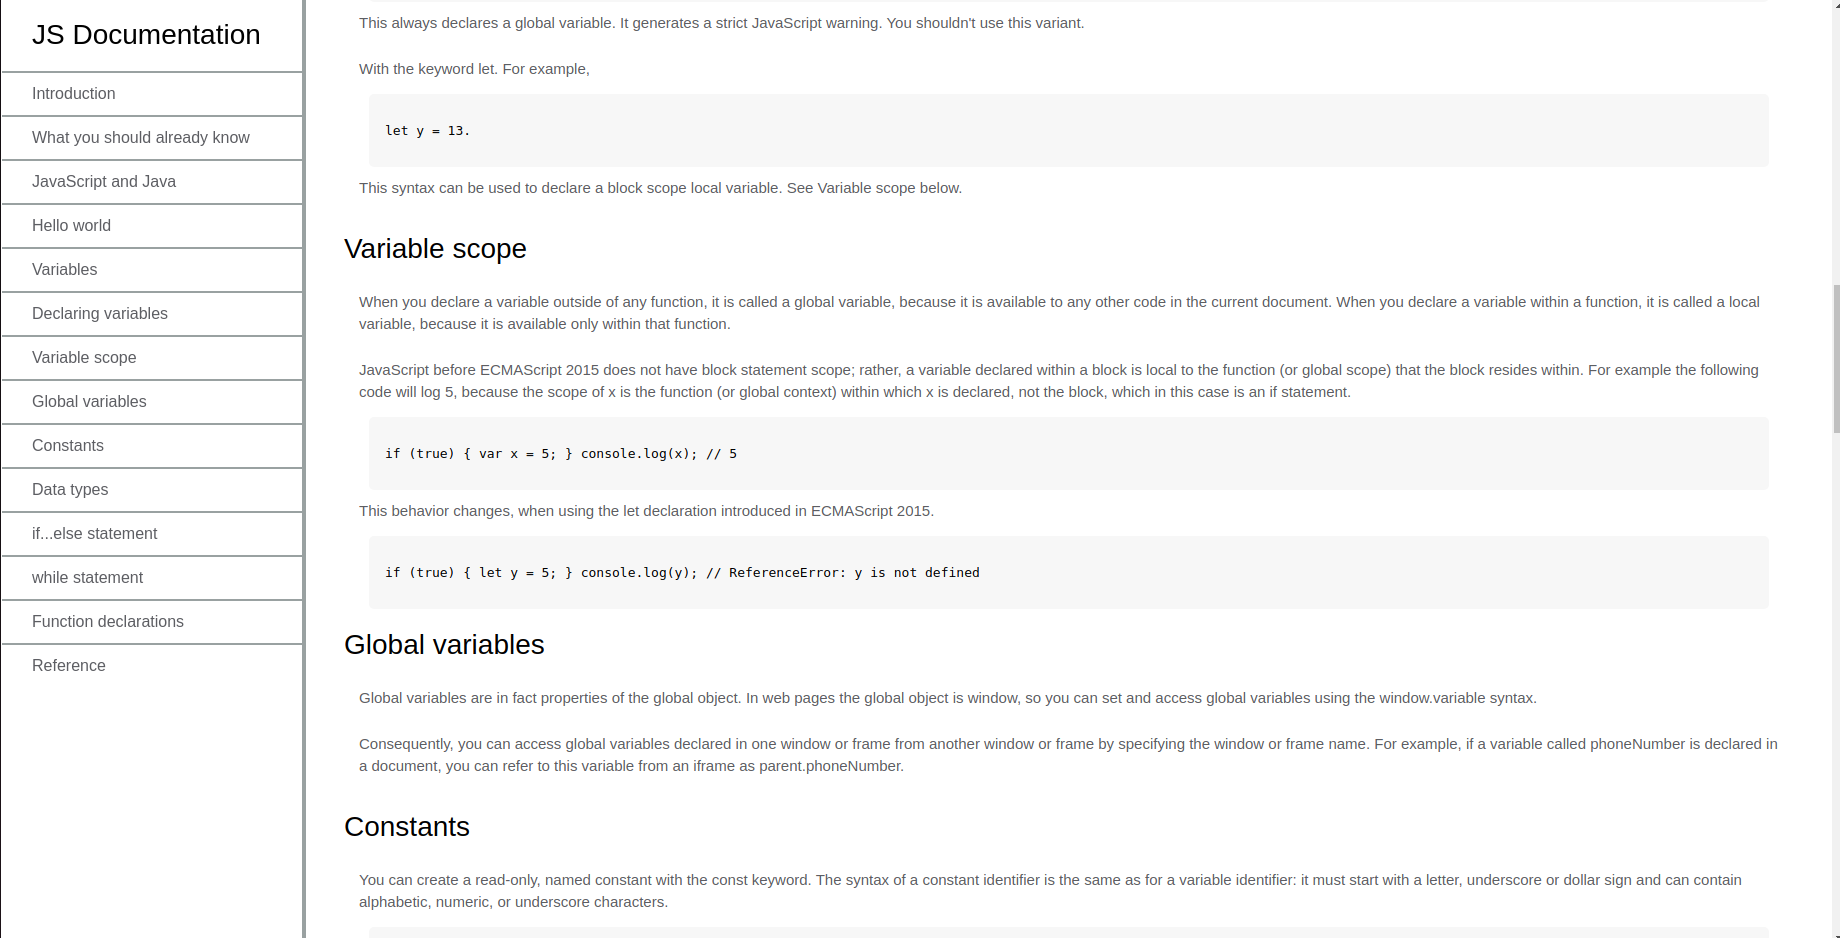 JS Documentation
Introduction
What you should already know
JavaScript and Java
Hello world
Variables
Declaring variables
Variable scope
Global variables
Constants
Data types
if...else statement
while statement
Function declarations
Reference
This always declares a global variable. It generates a strict JavaScript warning. You shouldn't use this variant.
With the keyword let. For example,
let y = 13.
This syntax can be used to declare a block scope local variable. See Variable scope below.
Variable scope
When you declare a variable outside of any function, it is called a global variable, because it is available to any other code in the current document. When you declare a variable within a function, it is called a local
variable, because it is available only within that function.
JavaScript before ECMAScript 2015 does not have block statement scope; rather, a variable declared within a block is local to the function (or global scope) that the block resides within. For example the following
code will log 5, because the scope of x is the function (or global context) within which x is declared, not the block, which in this case is an if statement.
if (true) { var x = 5; } console.log(x); // 5
This behavior changes, when using the let declaration introduced in ECMAScript 2015.
if (true) { let y = 5; } console.log(y); // ReferenceError: y is not defined
Global variables
Global variables are in fact properties of the global object. In web pages the global object is window, so you can set and access global variables using the window.variable syntax.
Consequently, you can access global variables declared in one window or frame from another window or frame by specifying the window or frame name. For example, if a variable called phoneNumber is declared in
a document, you can refer to this variable from an iframe as parent.phoneNumber.
Constants
You can create a read-only, named constant with the const keyword. The syntax of a constant identifier is the same as for a variable identifier: it must start with a letter, underscore or dollar sign and can contain
alphabetic, numeric, or underscore characters.